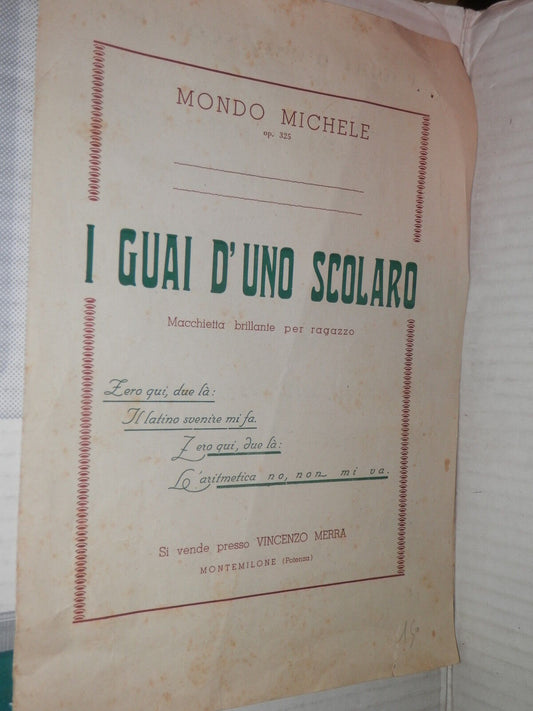 MONDO MICHELE
op. 325
I GUAI D'UNO SCOLARO
Macchietta brillante per ragazzo
Zero qui, due là:
Il latino svenire mi fa.
Zero qui, due là:
L'aritmetica no, non mi va.
Si vende presso VINCENZO MERRA
MONTEMILONE (Potenza)